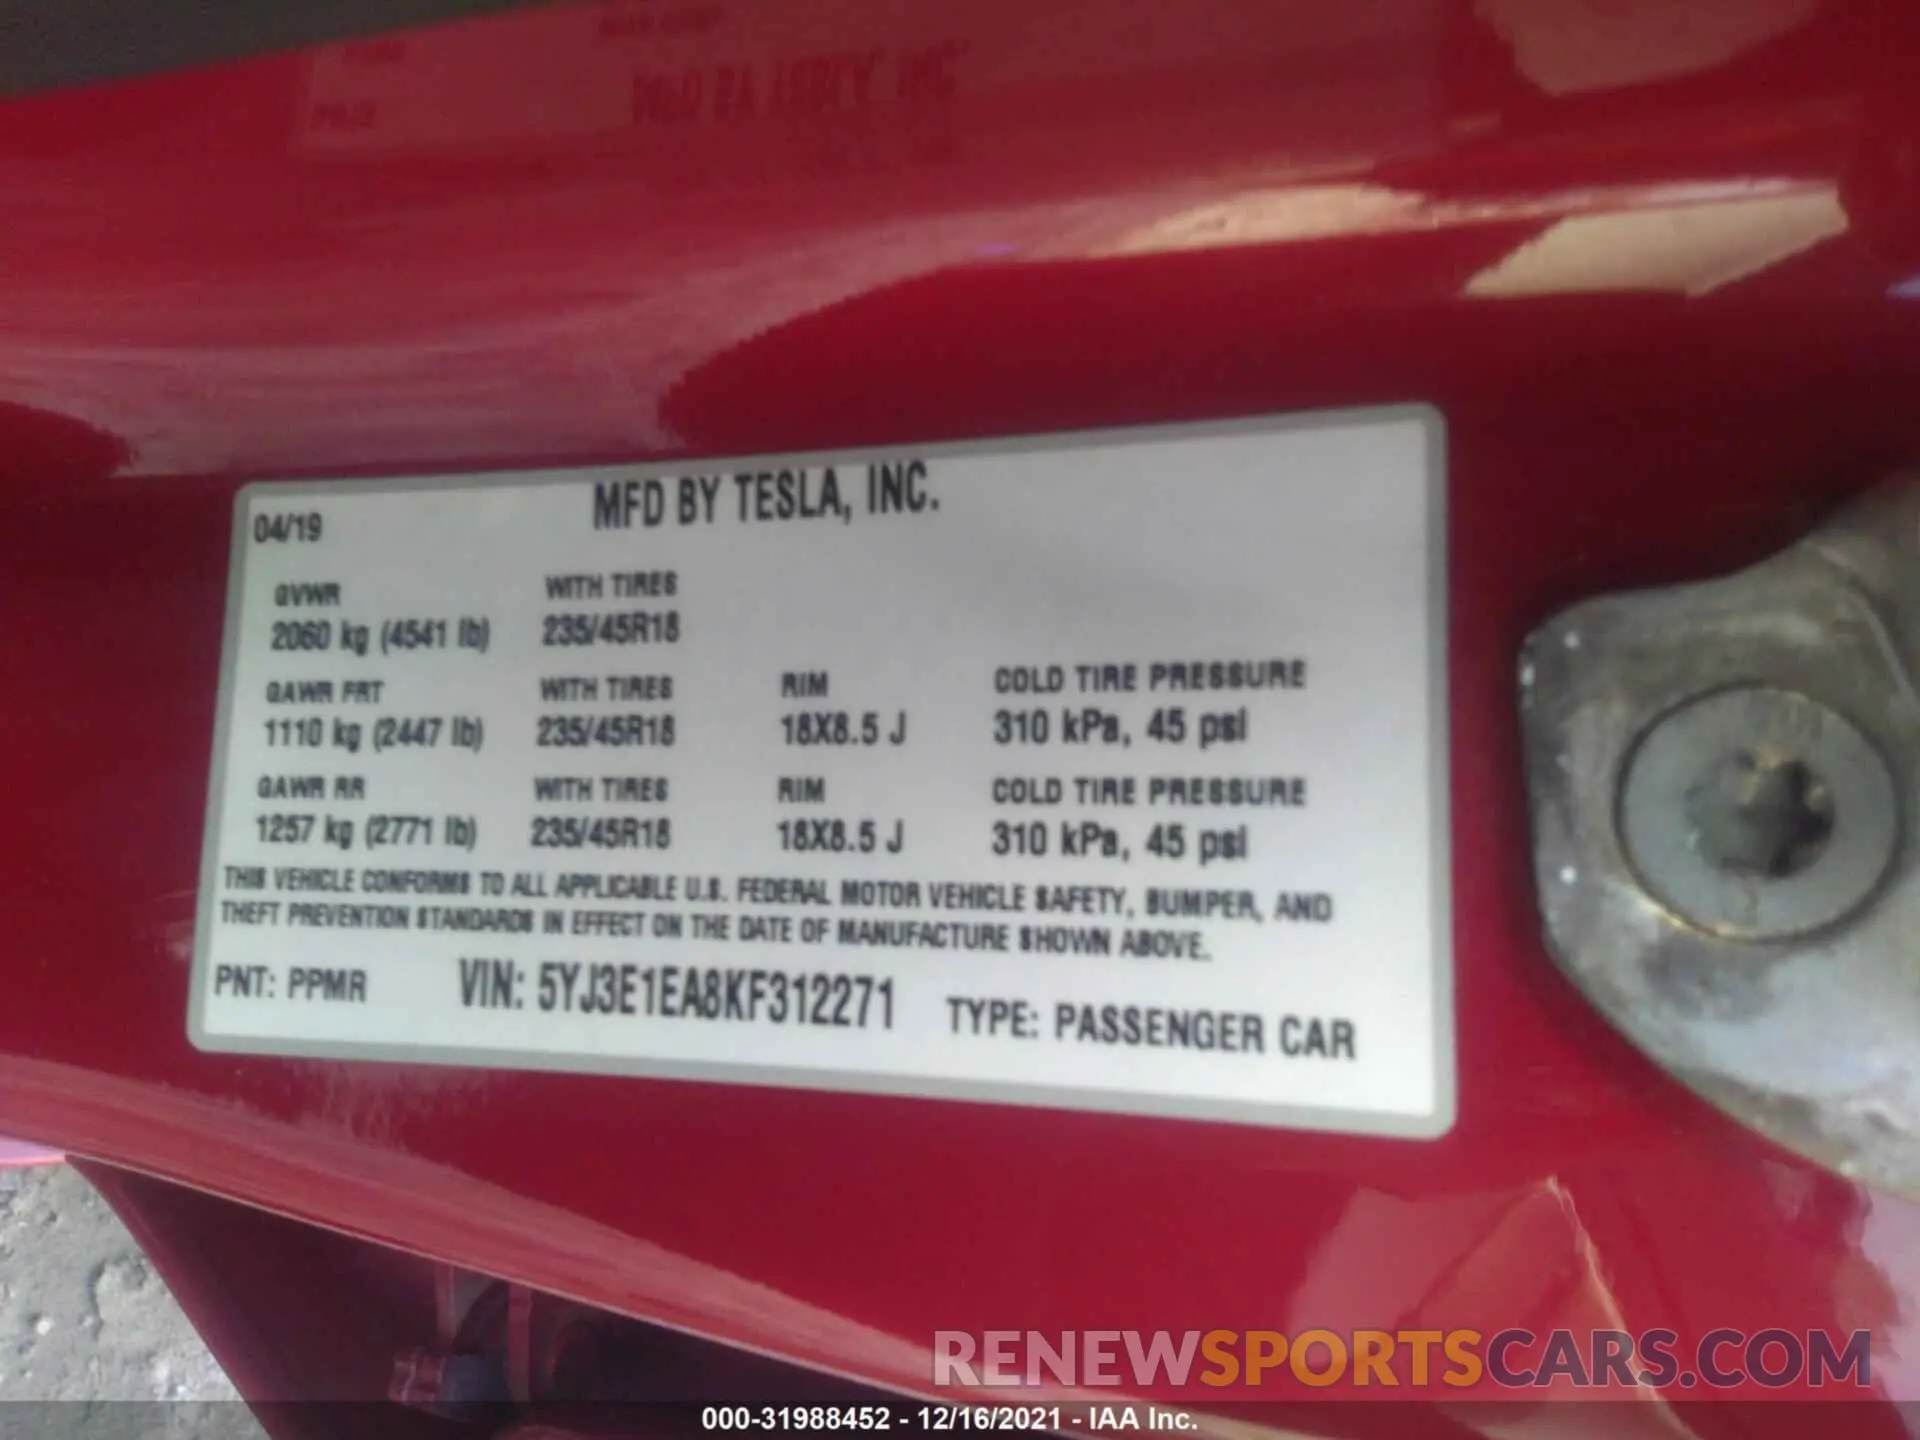 MFD BY TESLA, INC.
04/19
GVWR WITH TIRES
2060 kg (4541 lb) 235/45R18
GAWR FRT WITH TIRES RIM COLD TIRE PRESSURE
1110 kg (2447 lb) 235/45R18 18X8.5 J 310 kPa, 45 psi
GAWR RR WITH TIRES RIM COLD TIRE PRESSURE
1257 kg (2771 lb) 235/45R18 18X8.5 J 310 kPa, 45 psi
THIS VEHICLE CONFORMS TO ALL APPLICABLE U.S. FEDERAL MOTOR VEHICLE SAFETY, BUMPER, AND
THEFT PREVENTION STANDARDS IN EFFECT ON THE DATE OF MANUFACTURE SHOWN ABOVE.
PNT: PPMR VIN: 5YJ3E1EA8KF312271 TYPE: PASSENGER CAR
RENEWSPORTSCARS.COM
000-31988452 - 12/16/2021 - IAA Inc.